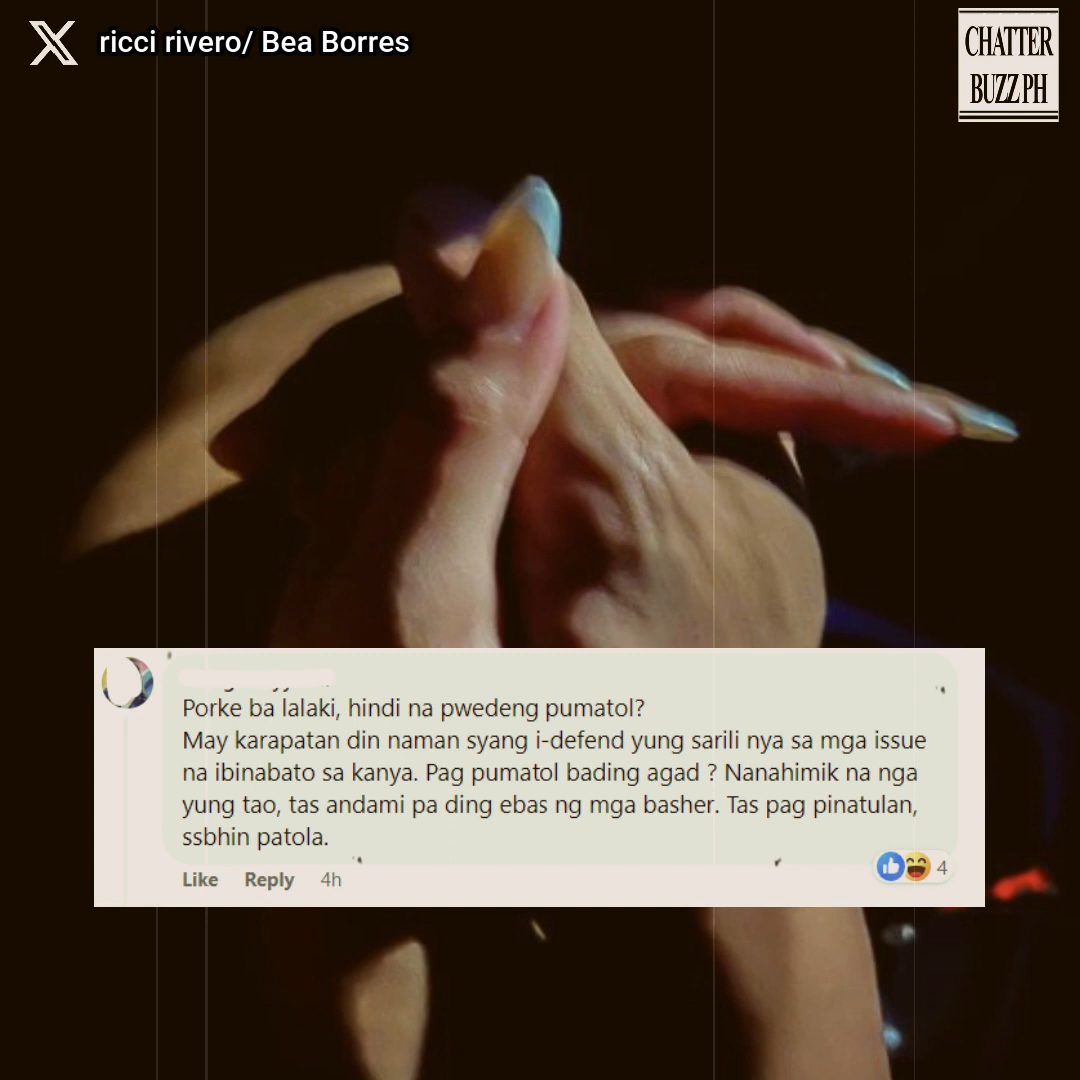 ricci rivero/ Bea Borres
CHATTER
BUZZ PH
Porke ba lalaki, hindi na pwedeng pumatol?
May karapatan din naman syang i-defend yung sarili nya sa mga issue
na ibinabato sa kanya. Pag pumatol bading agad ? Nanahimik na nga
yung tao, tas andami pa ding ebas ng mga basher. Tas pag pinatulan,
ssbhin patola.
Like Reply 4h
4